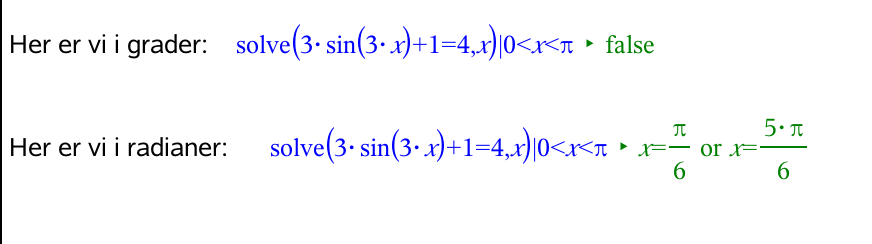 Her er vi i grader: solve(3·sin(3·x)+1=4,x)|0<x<π ▸ false
Her er vi i radianer: solve(3·sin(3·x)+1=4,x)|0<x<π ▸ x=π/6 or x=5·π/6